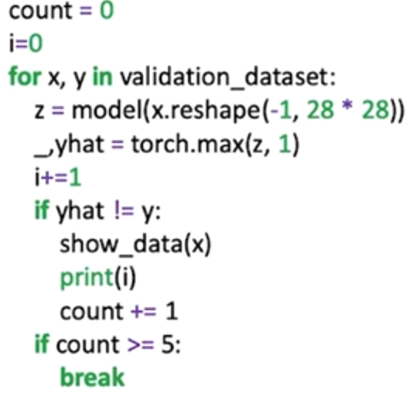 count = 0
i=0
for x, y in validation_dataset:
z = model(x.reshape(-1, 28 * 28))
_,yhat = torch.max(z, 1)
i+=1
if yhat != y:
show_data(x)
print(i)
count += 1
if count >= 5:
break